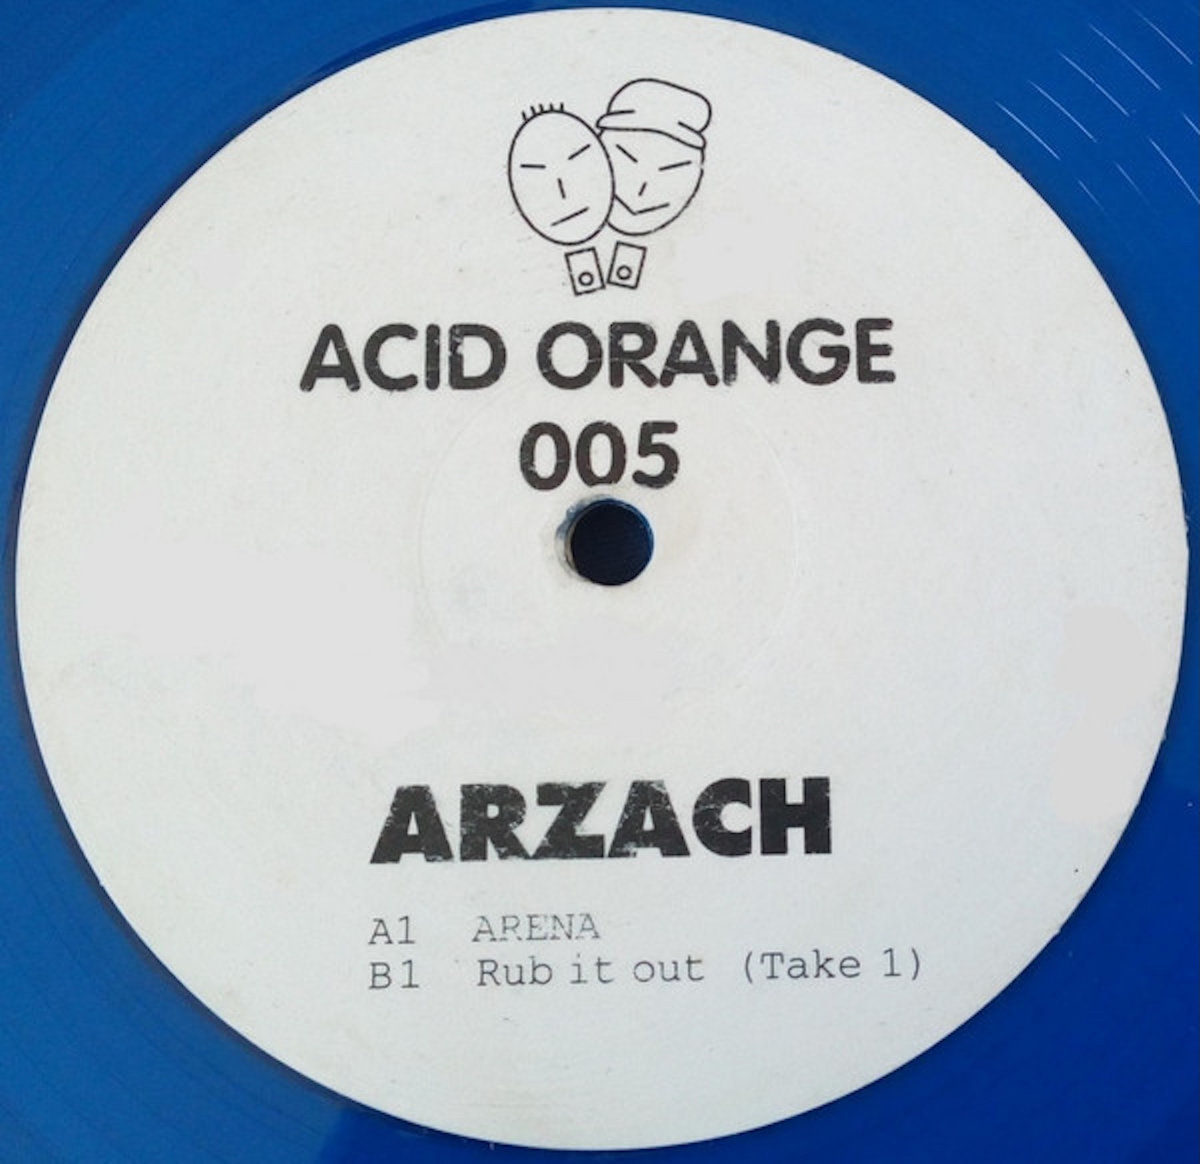 ACID ORANGE
005
ARZACH
A1 ARENA
B1 Rub it out (Take 1)